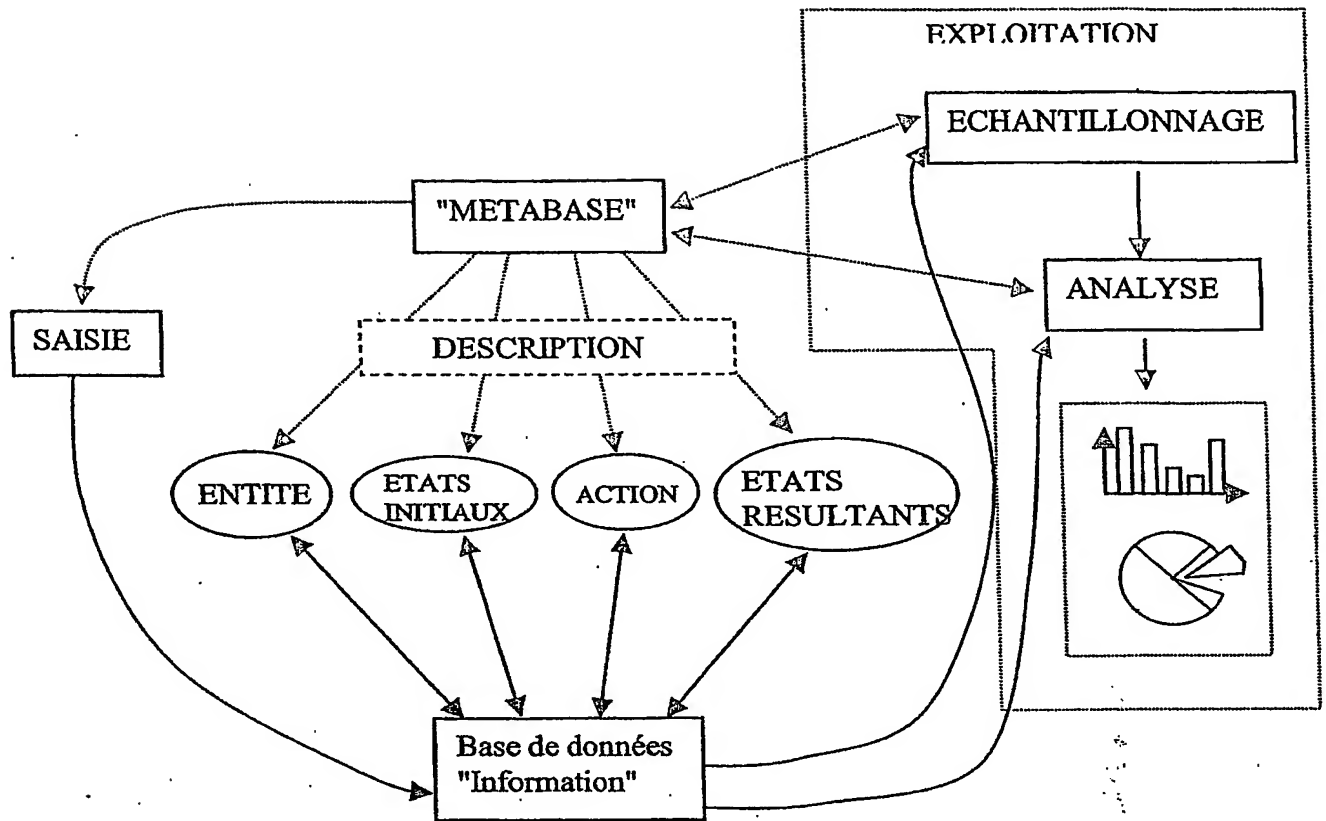 EXPLOITATION
ECHANTILLONNAGE
"METABASE"
ANALYSE
SAISIE
DESCRIPTION
ENTITE
ETATS
INITIAUX
ACTION
ETATS
RESULTANTS
Base de données
"Information"